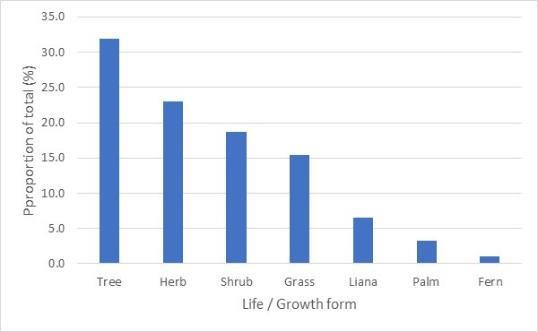 35.0
30.0
25.0
20.0
15.0
10.0
5.0
0.0
Pproportion of total (%)
Tree Herb Shrub Grass Liana Palm Fern
Life / Growth form